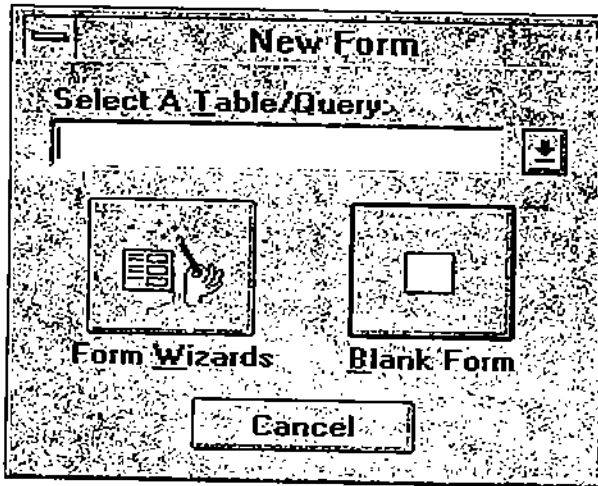 New Form
Select A Table/Query:
Form Wizards
Blank Form
Cancel